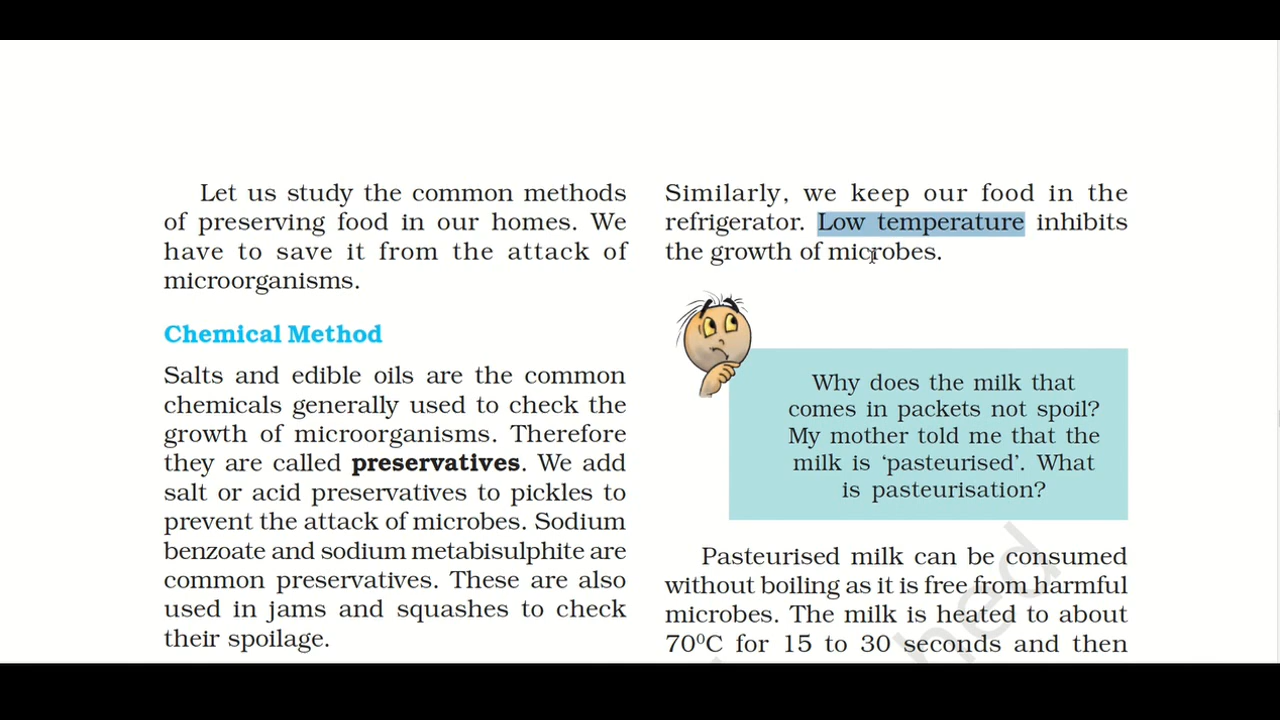 Let us study the common methods
of preserving food in our homes. We
have to save it from the attack of
microorganisms.
Chemical Method
Salts and edible oils are the common
chemicals generally used to check the
growth of microorganisms. Therefore
they are called preservatives. We add
salt or acid preservatives to pickles to
prevent the attack of microbes. Sodium
benzoate and sodium metabisulphite are
common preservatives. These are also
used in jams and squashes to check
their spoilage.
Similarly, we keep our food in the
refrigerator. Low temperature inhibits
the growth of microbes.
Why does the milk that
comes in packets not spoil?
My mother told me that the
milk is ‘pasteurised’. What
is pasteurisation?
Pasteurised milk can be consumed
without boiling as it is free from harmful
microbes. The milk is heated to about
70⁰C for 15 to 30 seconds and then